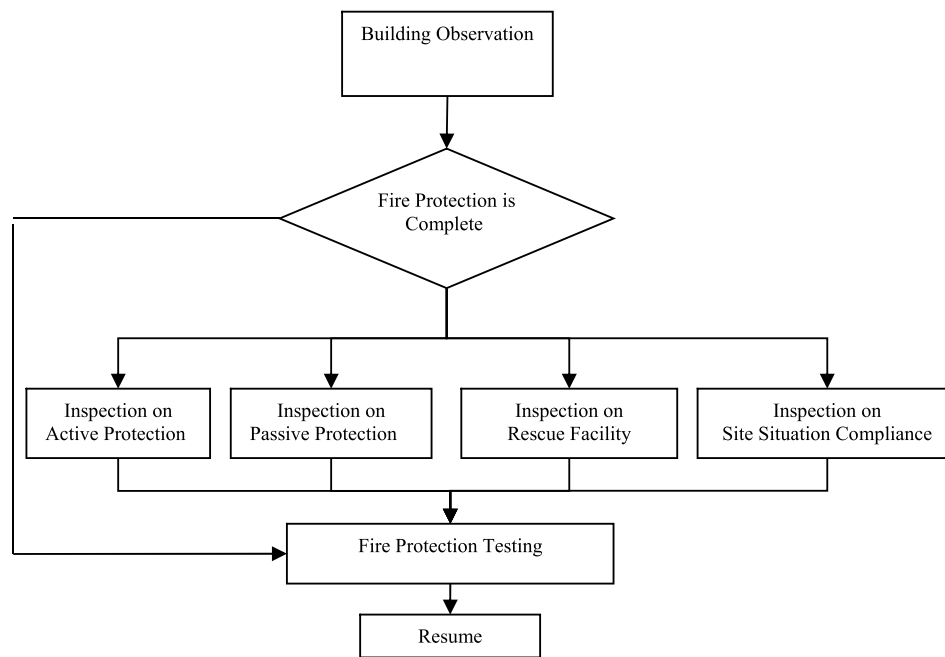 Building Observation
Fire Protection is
Complete
Inspection on
Active Protection
Inspection on
Passive Protection
Inspection on
Rescue Facility
Inspection on
Site Situation Compliance
Fire Protection Testing
Resume